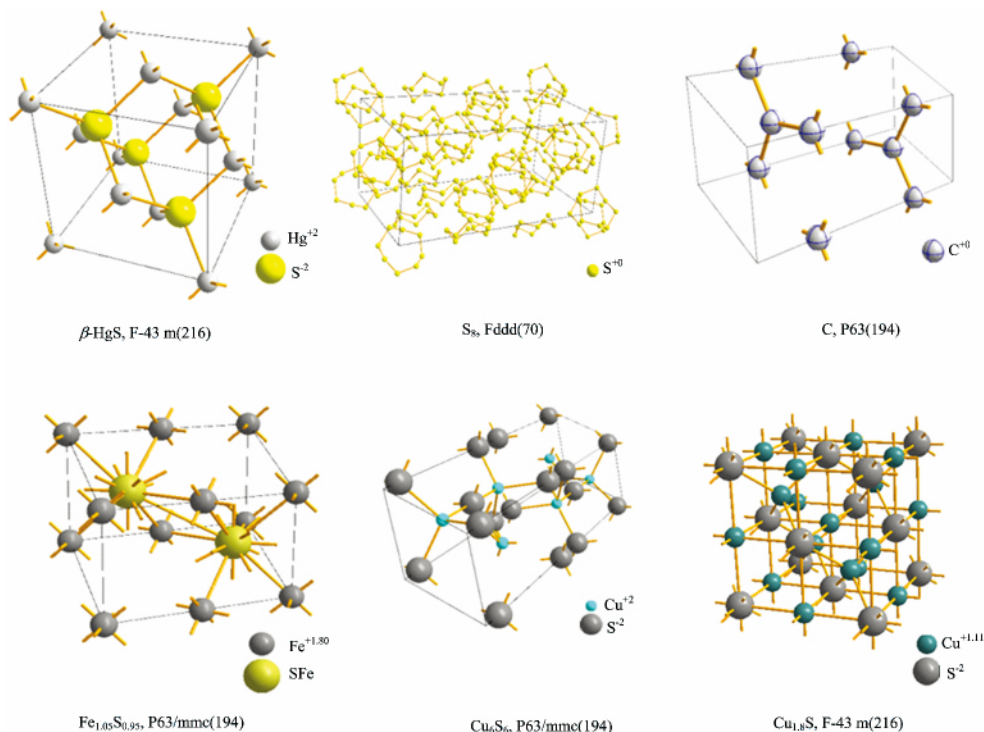 Hg+2
S-2
β-HgS, F-43 m(216)
S+0
S8, Fddd(70)
C+0
C, P63(194)
Fe+1.80
SFe
Fe1.05S0.95, P63/mmc(194)
Cu+2
S-2
Cu6S6, P63/mmc(194)
Cu+1.11
S-2
Cu1.8S, F-43 m(216)